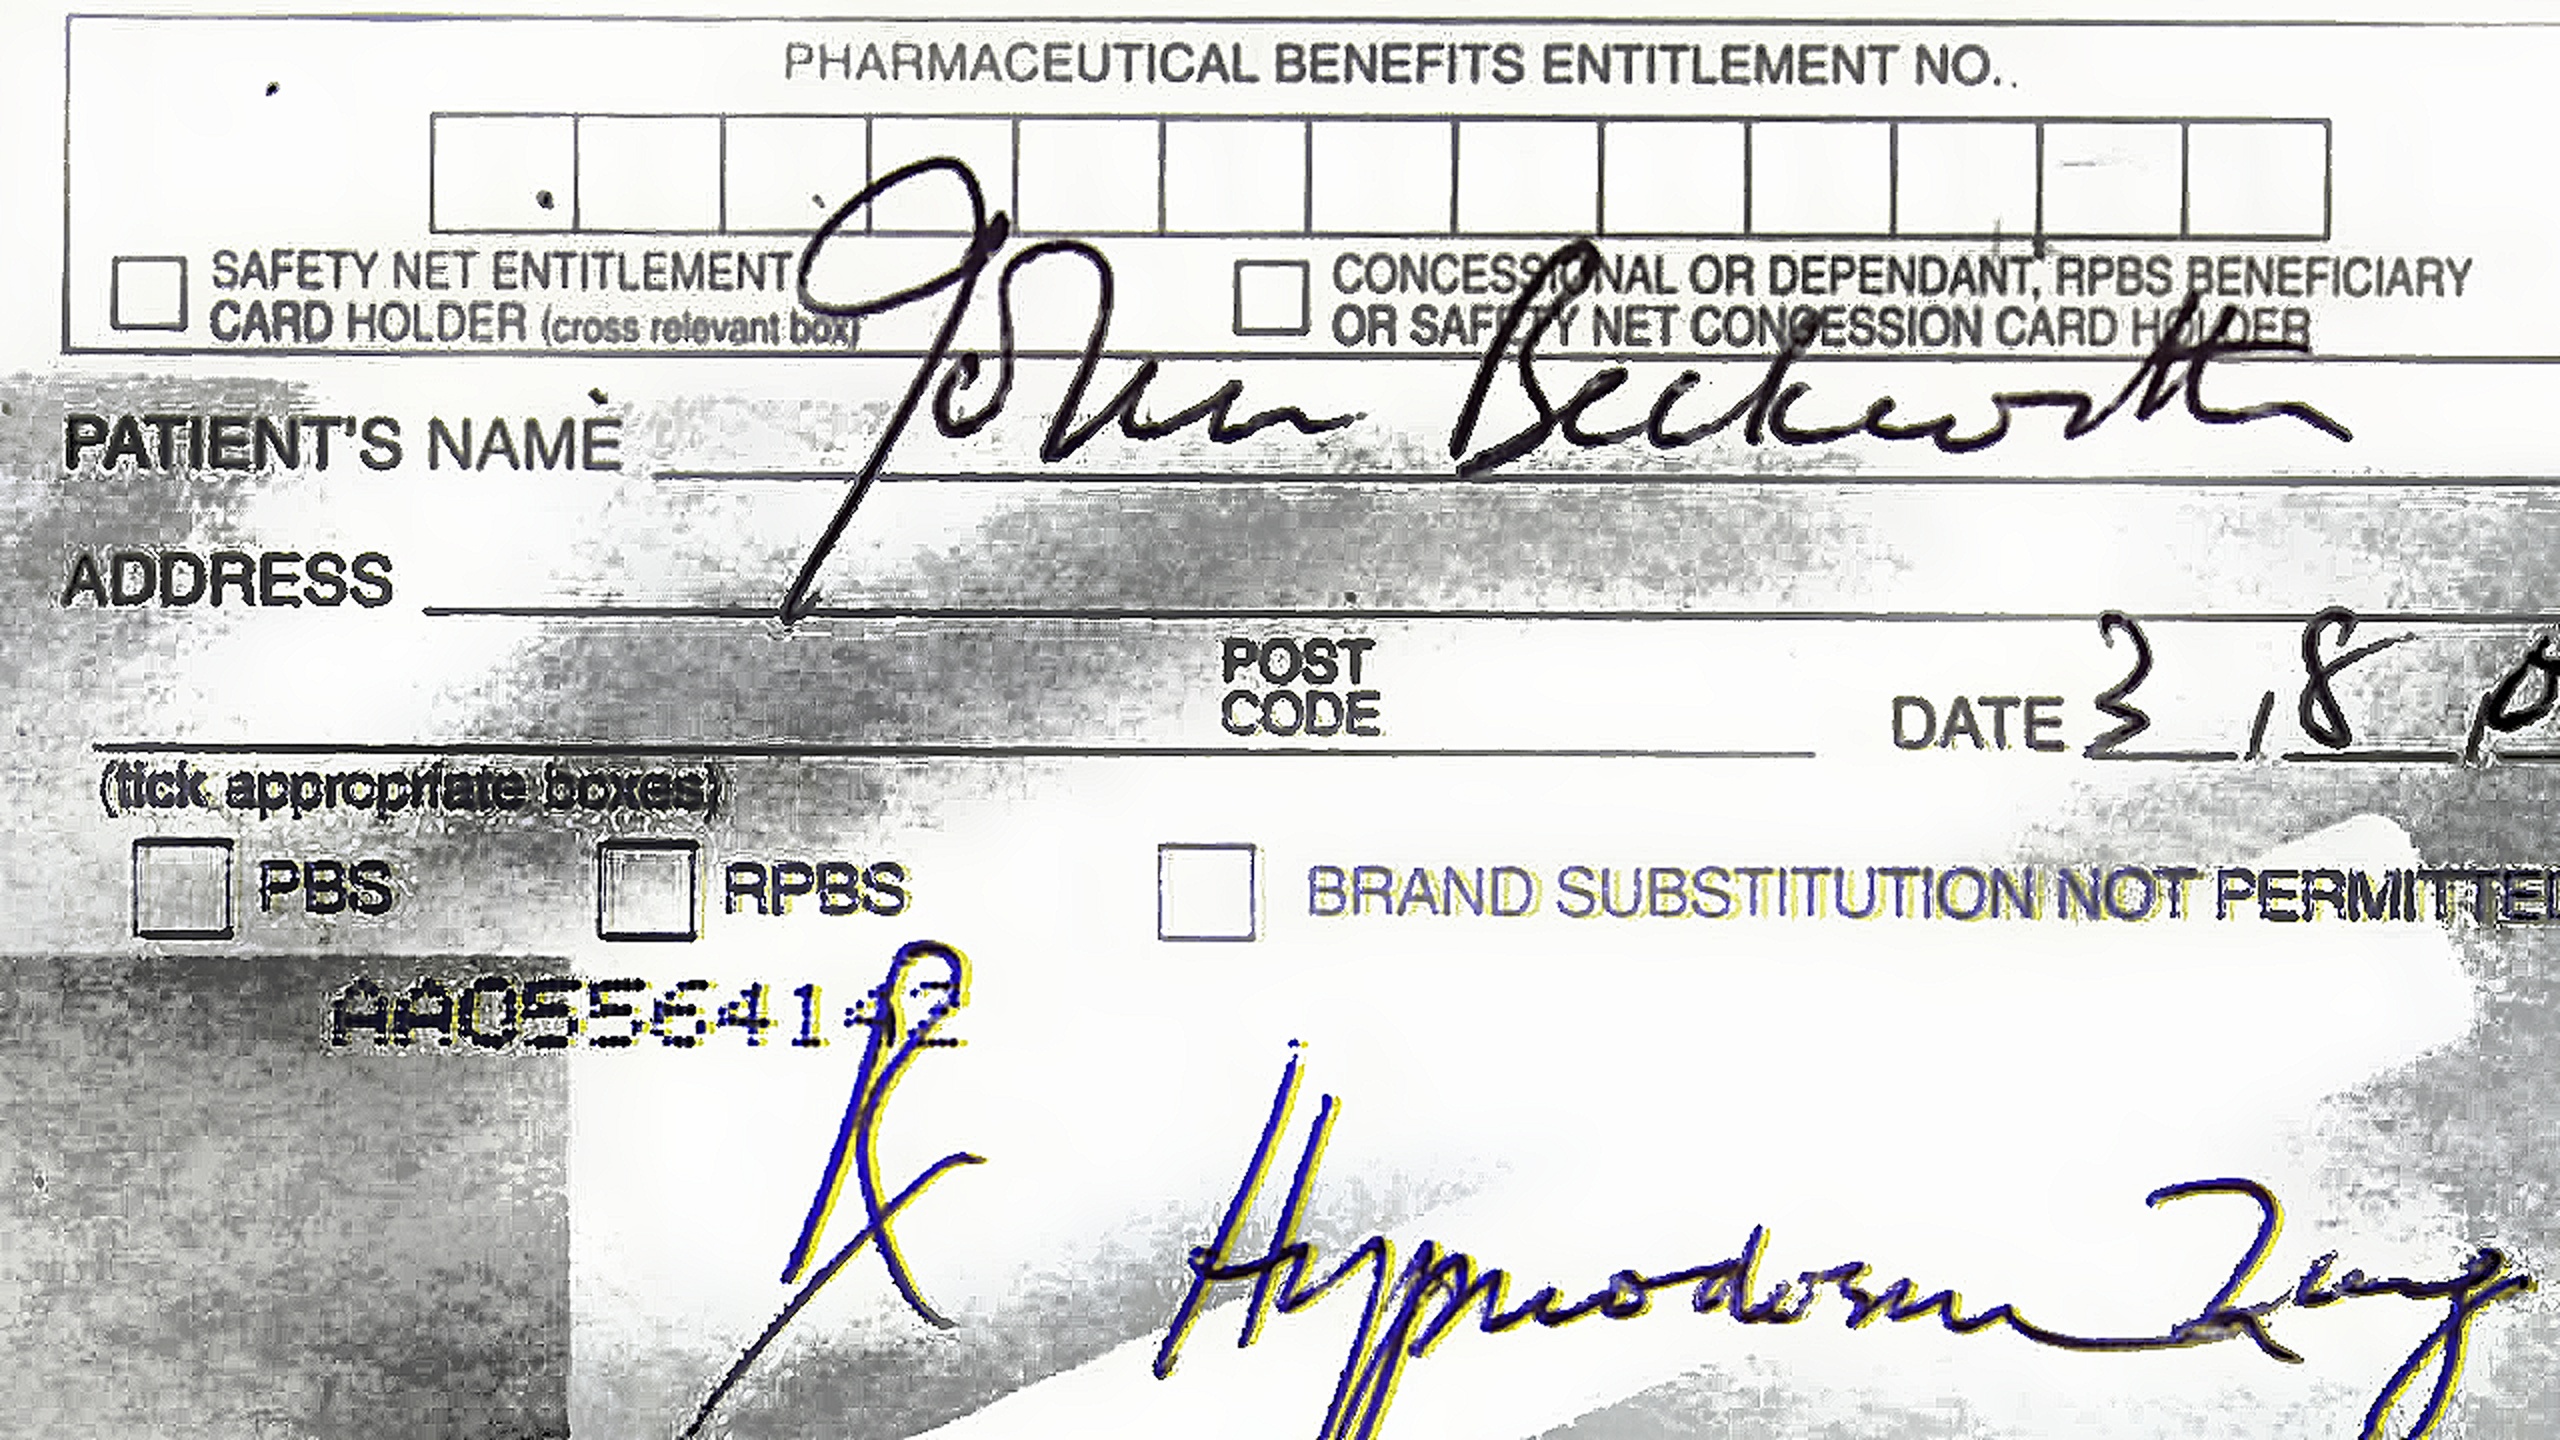 PHARMACEUTICAL BENEFITS ENTITLEMENT NO..
SAFETY NET ENTITLEMENT
CARD HOLDER (cross relevant box)
CONCESSIONAL OR DEPENDANT, RPBS BENEFICIARY
OR SAFETY NET CONCESSION CARD HOLDER
PATIENT'S NAME John Beckworth
ADDRESS
POST
CODE
DATE 3/8/0
(tick appropriate boxes)
PBS RPBS BRAND SUBSTITUTION NOT PERMITTED
AA05564142
Rx
Hypnodorm 2mg